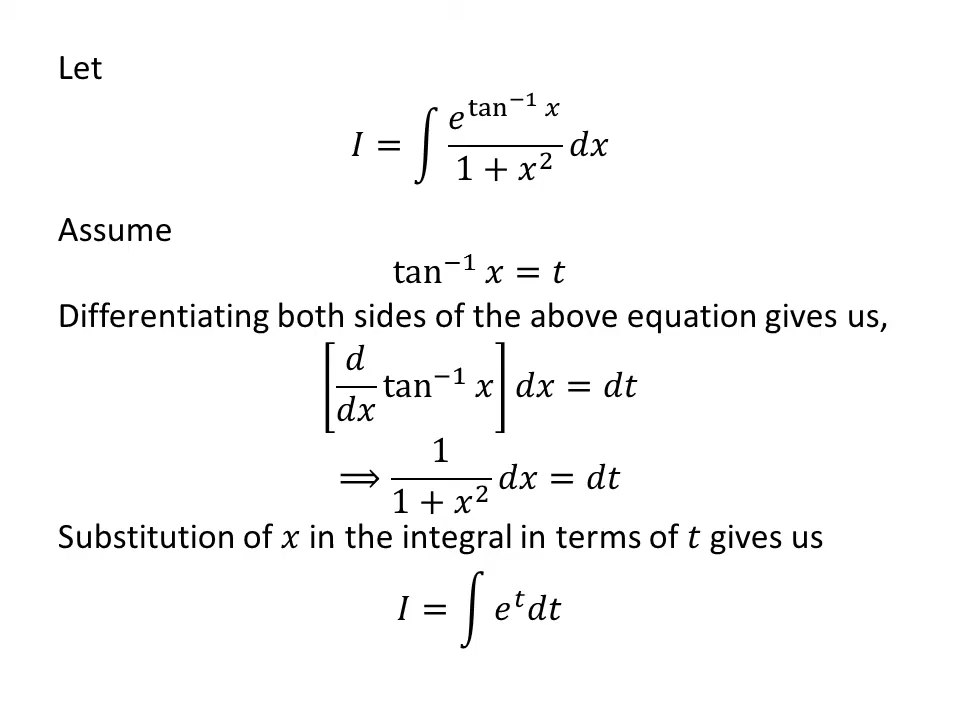 Let
I = ∫ e^{tan⁻¹ x} / (1 + x²) dx
Assume
tan⁻¹ x = t
Differentiating both sides of the above equation gives us,
[d/dx tan⁻¹ x] dx = dt
⟹ 1/(1 + x²) dx = dt
Substitution of x in the integral in terms of t gives us
I = ∫ eᵗ dt